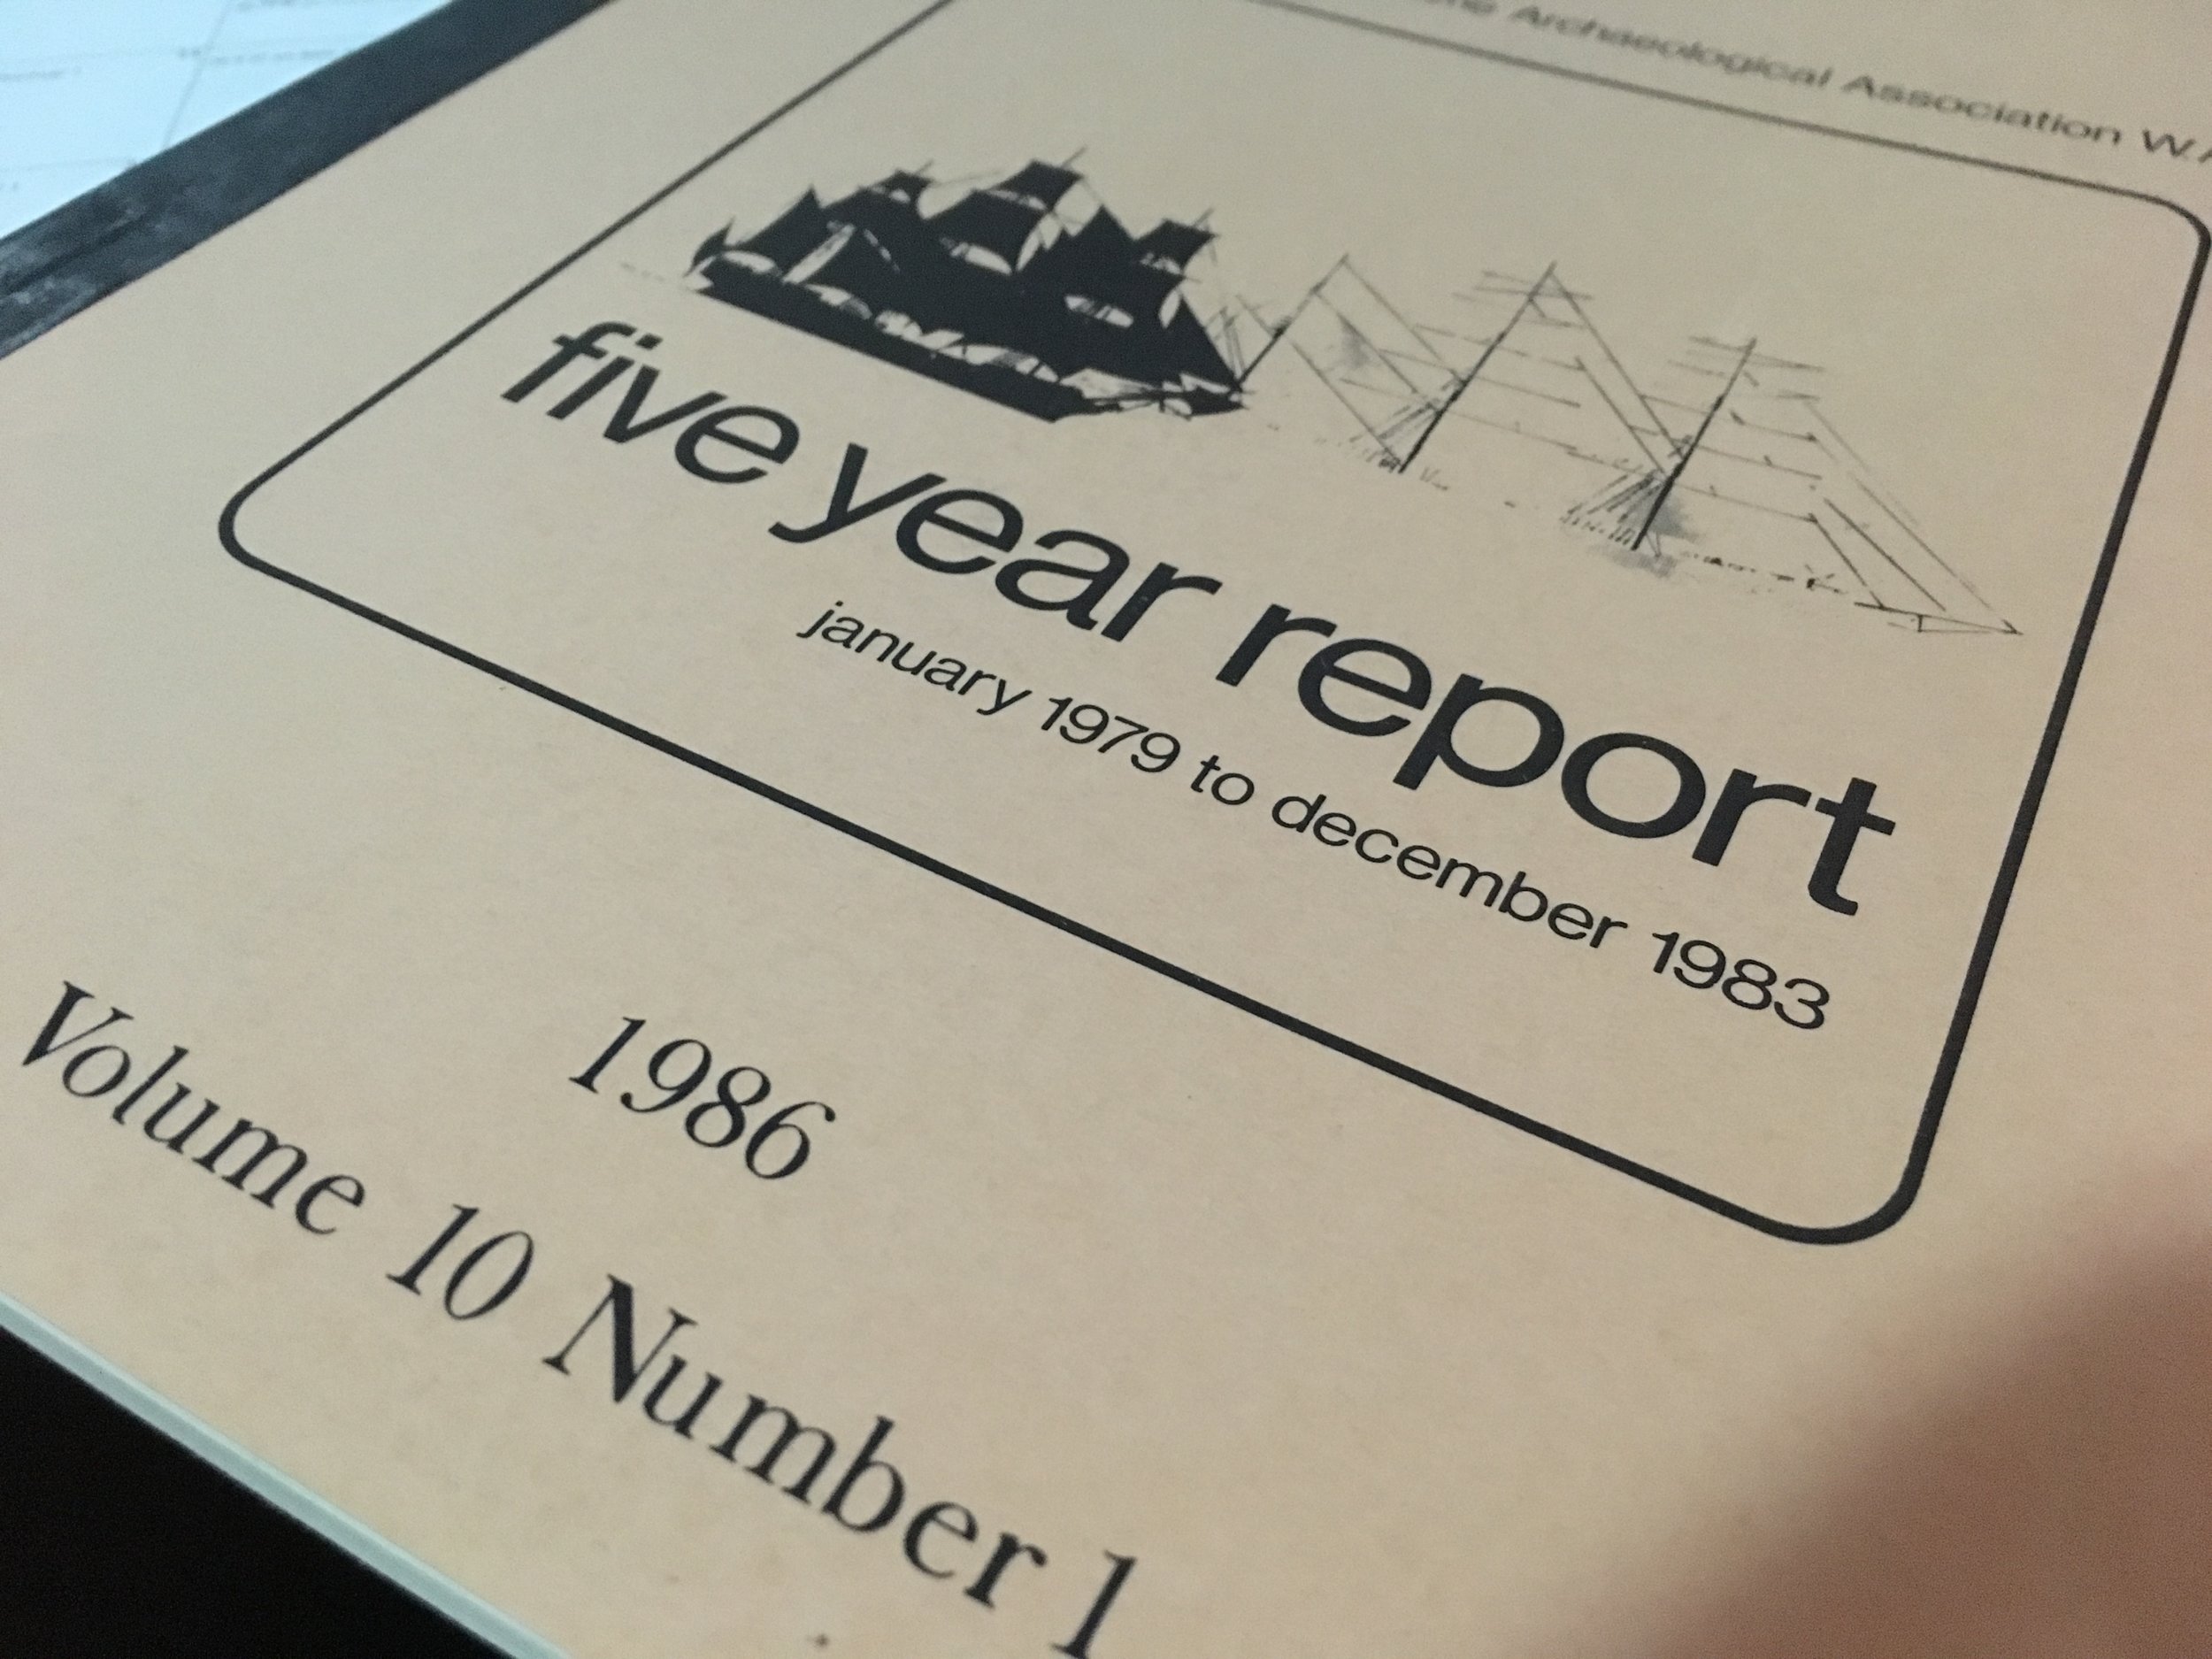 Archaeological Association W.A
five year report
january 1979 to december 1983
1986
Volume 10 Number 1